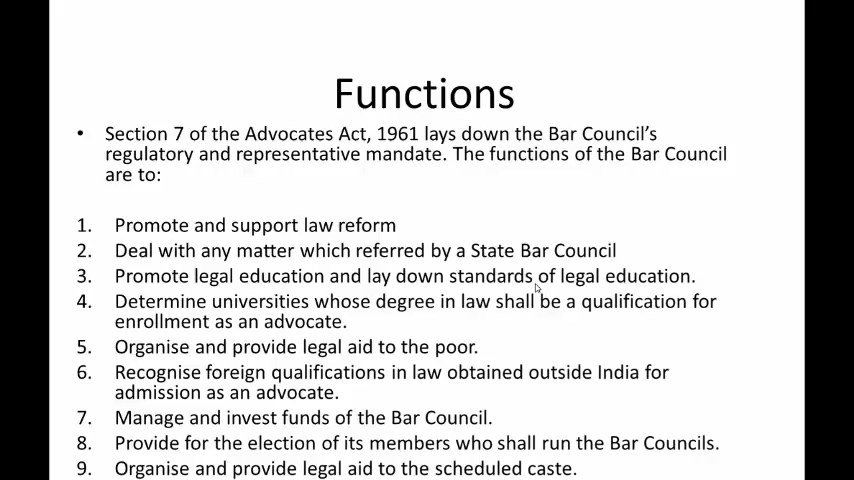 Functions
• Section 7 of the Advocates Act, 1961 lays down the Bar Council's
regulatory and representative mandate. The functions of the Bar Council
are to:
1. Promote and support law reform
2. Deal with any matter which referred by a State Bar Council
3. Promote legal education and lay down standards of legal education.
4. Determine universities whose degree in law shall be a qualification for
enrollment as an advocate.
5. Organise and provide legal aid to the poor.
6. Recognise foreign qualifications in law obtained outside India for
admission as an advocate.
7. Manage and invest funds of the Bar Council.
8. Provide for the election of its members who shall run the Bar Councils.
9. Organise and provide legal aid to the scheduled caste.